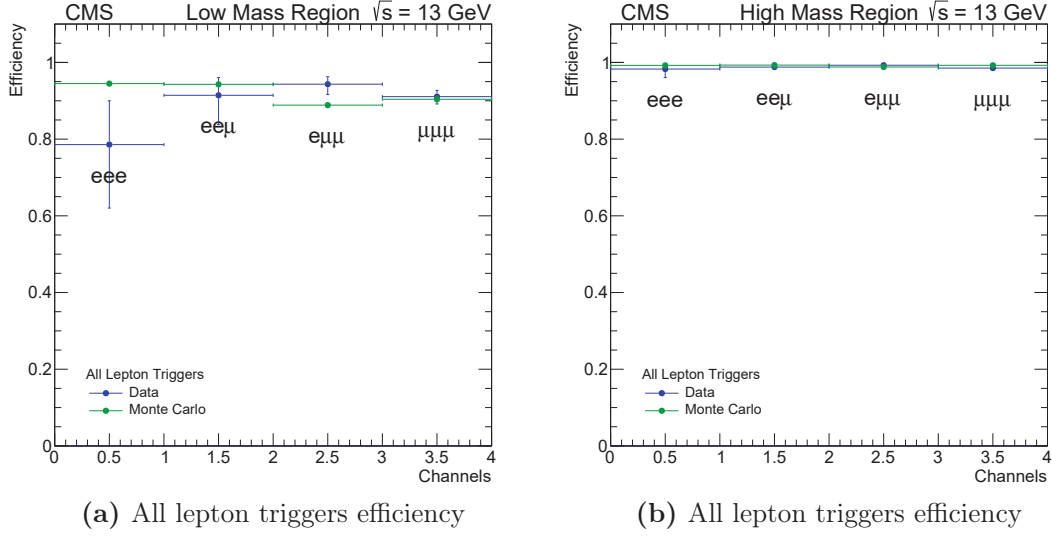 CMS Low Mass Region √s = 13 GeV
Efficiency
1
0.8
0.6
0.4
0.2
0
eee
eeμ
eμμ
μμμ
All Lepton Triggers
Data
Monte Carlo
0 0.5 1 1.5 2 2.5 3 3.5 4
Channels
(a) All lepton triggers efficiency
CMS High Mass Region √s = 13 GeV
Efficiency
1
0.8
0.6
0.4
0.2
0
eee
eeμ
eμμ
μμμ
All Lepton Triggers
Data
Monte Carlo
0 0.5 1 1.5 2 2.5 3 3.5 4
Channels
(b) All lepton triggers efficiency